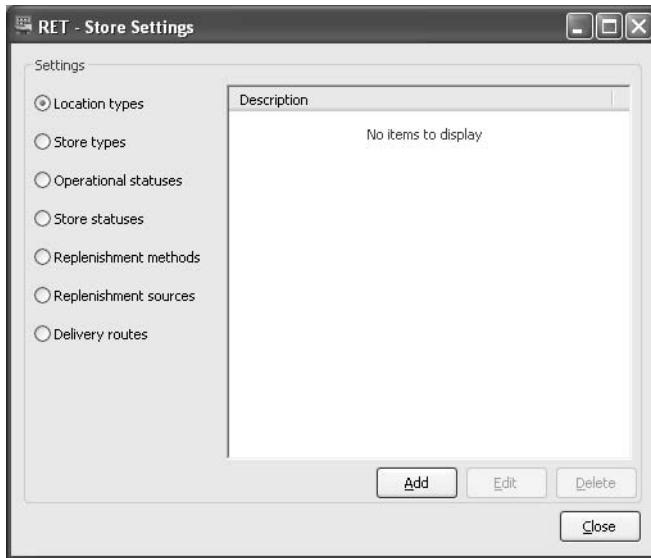 RET - Store Settings
Settings
Location types
Store types
Operational statuses
Store statuses
Replenishment methods
Replenishment sources
Delivery routes
Description
No items to display
Add Edit Delete
Close